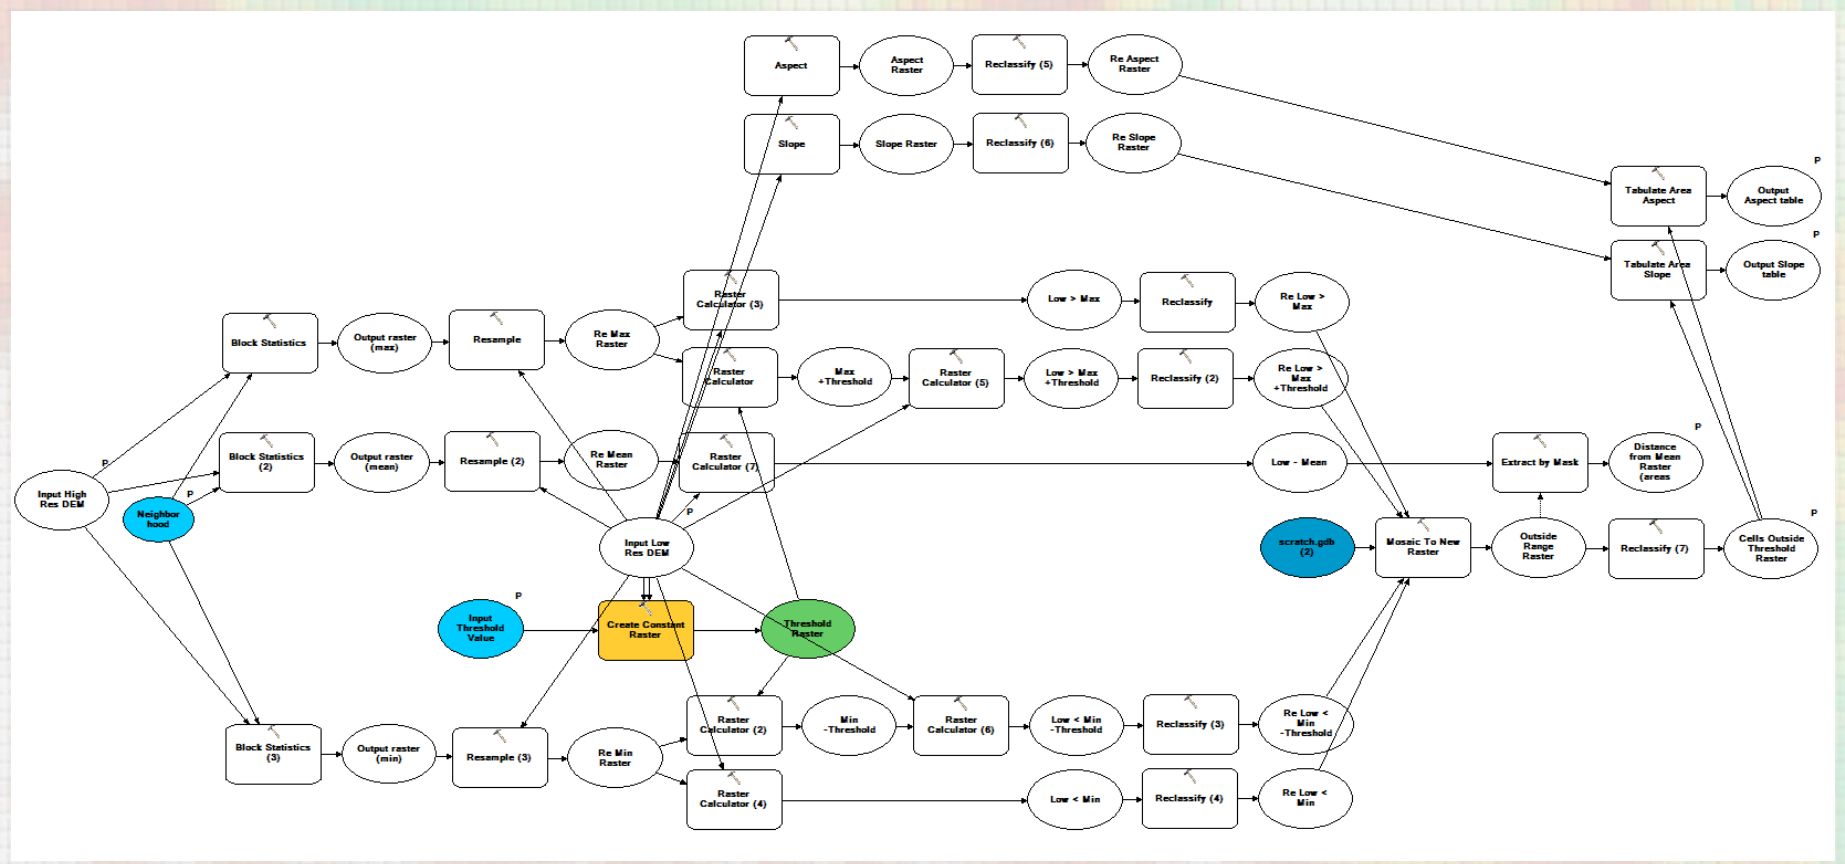 Aspect
Aspect
Raster
Reclassify (5)
Re Aspect
Raster
Slope
Slope Raster
Reclassify (6)
Re Slope
Raster
P
Tabulate Area
Aspect
Output
Aspect table
P
Tabulate Area
Slope
Output Slope
table
Raster
Calculator (3)
Low > Max
Reclassify
Re Low >
Max
Block Statistics
Output raster
(max)
Resample
Re Max
Raster
Raster
Calculator
Max
+Threshold
Raster
Calculator (5)
Low > Max
+Threshold
Reclassify (2)
Re Low >
Max
+Threshold
P
Block Statistics
(2)
Output raster
(mean)
Resample (2)
Re Mean
Raster
Raster
Calculator (7)
Low - Mean
Extract by Mask
P
Distance
from Mean
Raster
(areas
Input High
Res DEM
P
Neighbor
hood
P
Input Low
Res DEM
scratch.gdb
(2)
Mosaic To New
Raster
Outside
Range
Raster
Reclassify (7)
P
Cells Outside
Threshold
Raster
P
Input
Threshold
Value
Create Constant
Raster
Threshold
Raster
Raster
Calculator (2)
Min
-Threshold
Raster
Calculator (6)
Low < Min
-Threshold
Reclassify (3)
Re Low <
Min
-Threshold
Block Statistics
(3)
Output raster
(min)
Resample (3)
Re Min
Raster
Raster
Calculator (4)
Low < Min
Reclassify (4)
Re Low <
Min